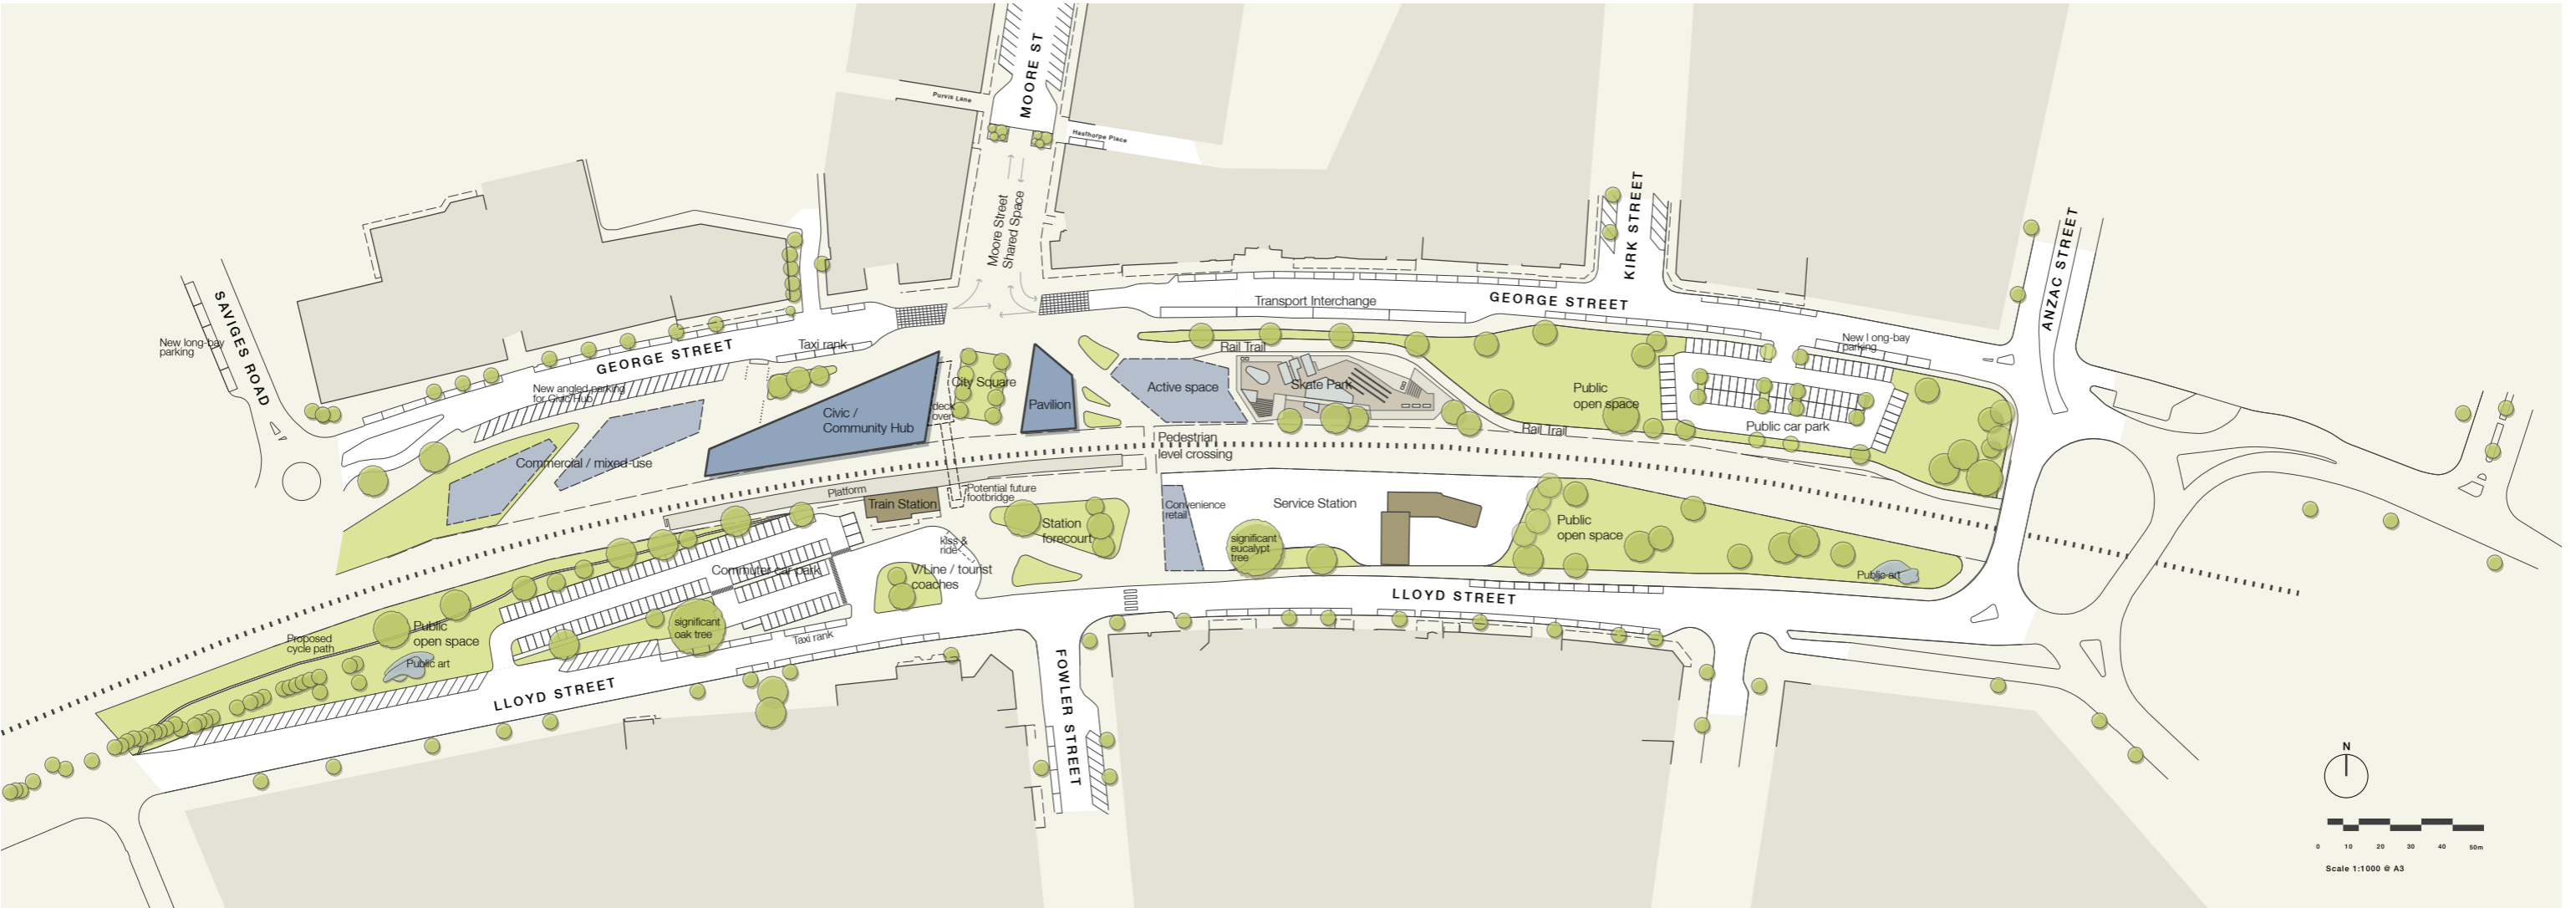 MOORE ST
Purvis Lane
Hasthorpe Place
Moore Street
Shared Space
KIRK STREET
ANZAC STREET
SAVIGES ROAD
New long-bay
parking
GEORGE STREET
Taxi rank
New angled parking
for Civic Hub
Commercial / mixed-use
Civic /
Community Hub
deck
over
City Square
Pavilion
Transport Interchange
GEORGE STREET
Rail Trail
Active space
Skate Park
Public
open space
Rail Trail
New long-bay
parking
Public car park
Pedestrian
level crossing
Platform
Train Station
Potential future
footbridge
Station
forecourt
kiss &
ride
V/Line / tourist
coaches
Convenience
retail
Service Station
significant
eucalypt
tree
Public
open space
Public art
Commuter car park
significant
oak tree
Taxi rank
Proposed
cycle path
Public
open space
Public art
LLOYD STREET
LLOYD STREET
FOWLER STREET
N
0 10 20 30 40 50m
Scale 1:1000 @ A3